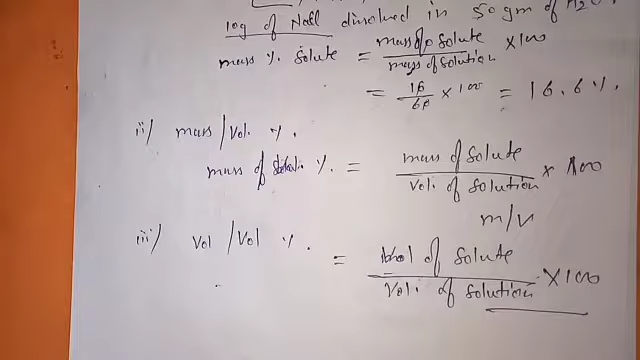 10g of NaCl dissolved in 50 gm of H2O.
mass % solute = mass of solute / mass of solution × 100
= 10/60 × 100 = 16.6 %.
ii) mass/Vol. %.
mass of %. = mass of solute / Vol. of solution × 100
m/v
iii) Vol/Vol %. = Vol of solute / Vol. of solution × 100